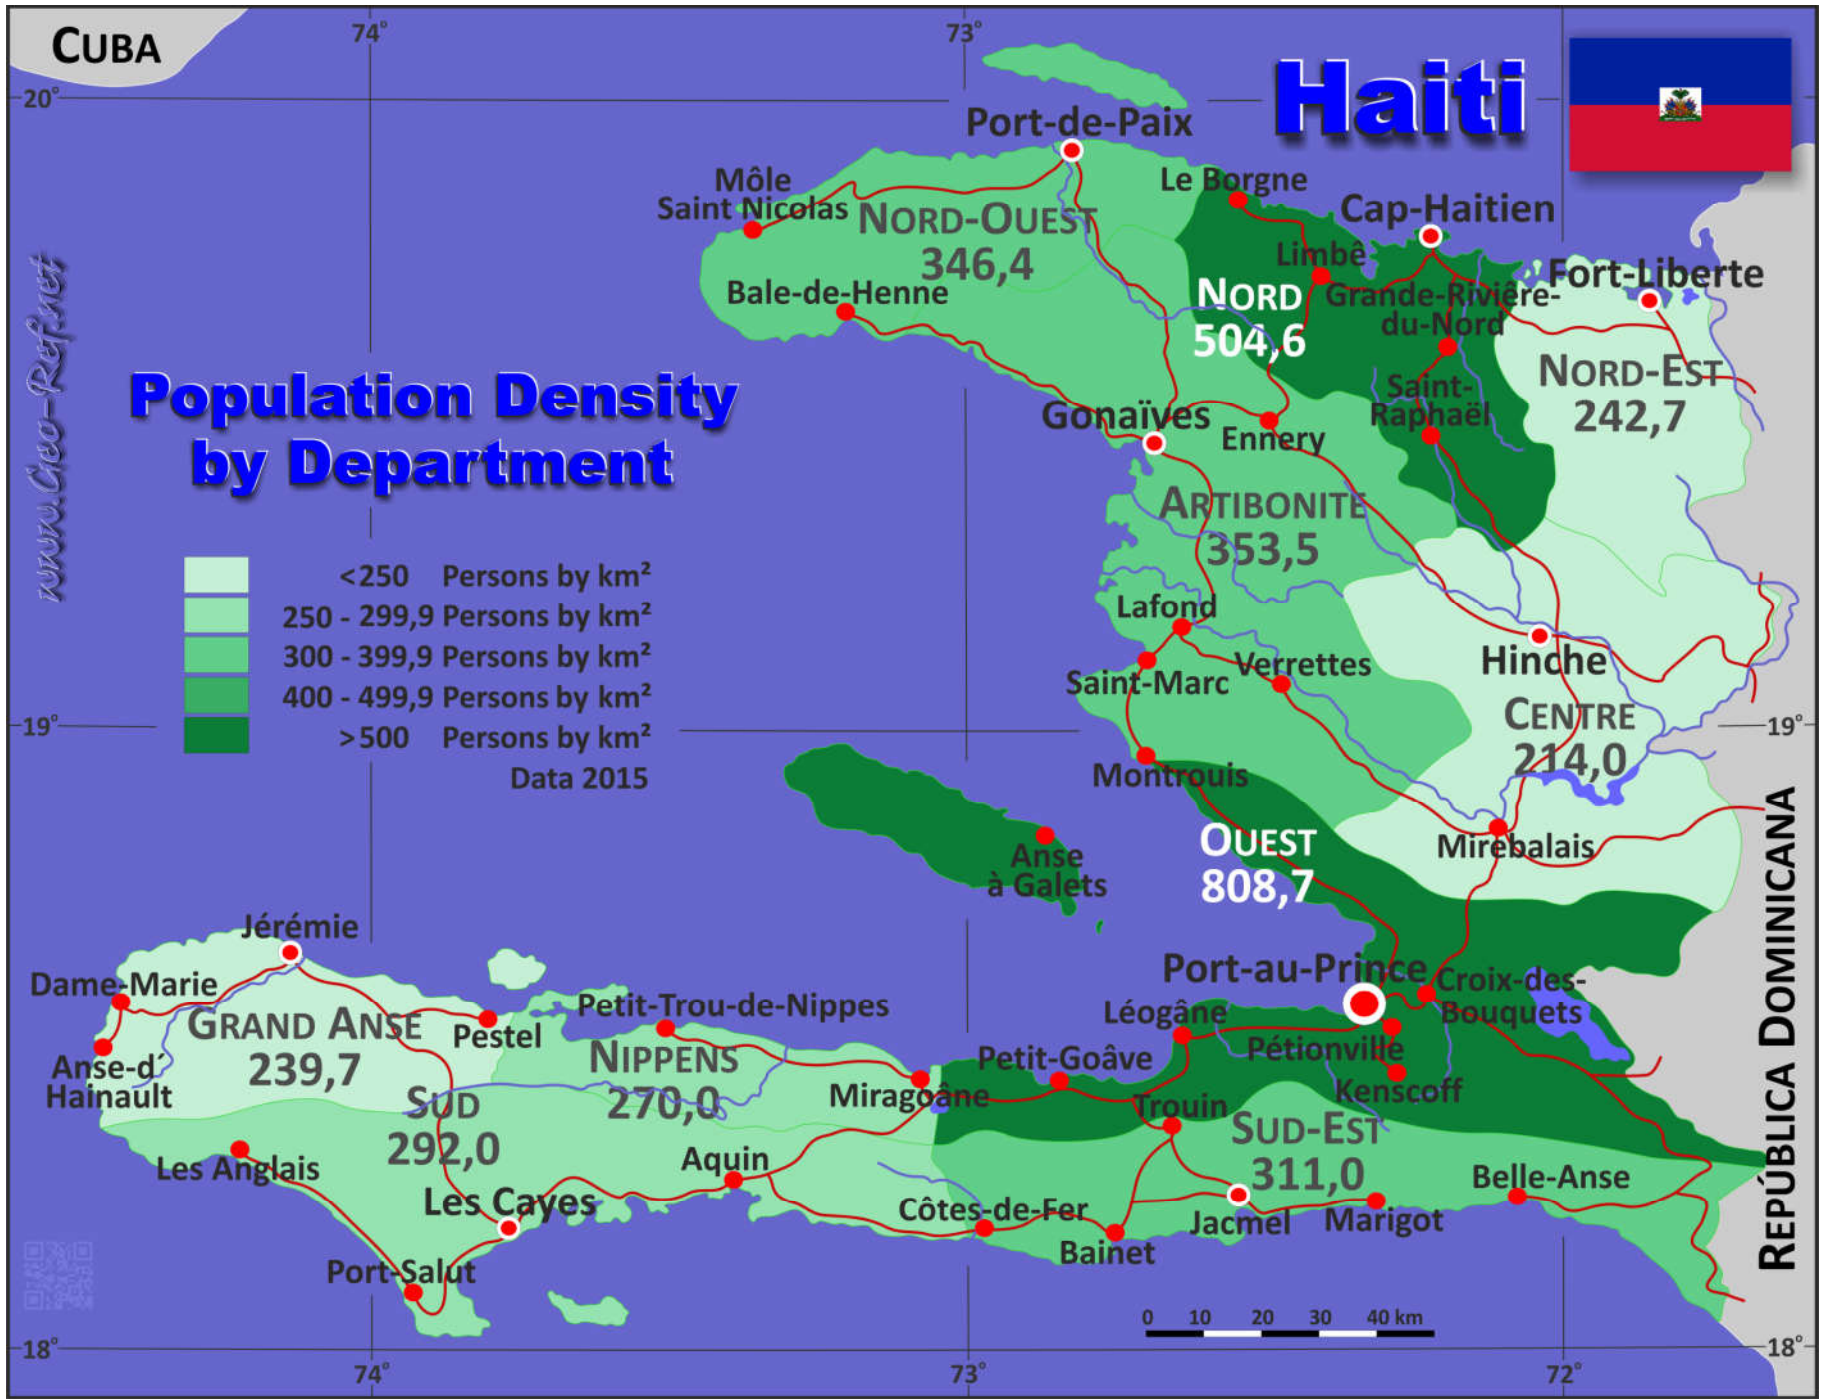 CUBA
74°
73°
Haiti
20°
Port-de-Paix
Môle
Saint Nicolas
Le Borgne
Cap-Haitien
NORD-OUEST
346,4
Limbê
Fort-Liberte
Bale-de-Henne
NORD
504,6
Grande-Rivière-
du-Nord
www.Geo-Ref.net
Population Density
by Department
NORD-EST
242,7
Saint-
Raphaël
Gonaïves
Ennery
ARTIBONITE
353,5
<250 Persons by km²
250 - 299,9 Persons by km²
300 - 399,9 Persons by km²
400 - 499,9 Persons by km²
>500 Persons by km²
Data 2015
Lafond
Saint-Marc
Verrettes
Hinche
CENTRE
214,0
19°
19°
Montrouis
Mirebalais
OUEST
808,7
Anse
à Galets
REPÚBLICA DOMINICANA
Jérémie
Dame-Marie
Port-au-Prince
Croix-des-
Bouquets
Petit-Trou-de-Nippes
Léogâne
GRAND ANSE
239,7
Pestel
NIPPENS
270,0
Petit-Goâve
Pétionville
Kenscoff
Anse-d´
Hainault
SUD
292,0
Miragoâne
Trouin
SUD-EST
311,0
Les Anglais
Aquin
Belle-Anse
Les Cayes
Côtes-de-Fer
Jacmel
Marigot
Bainet
Port-Salut
0 10 20 30 40 km
18°
18°
74°
73°
72°